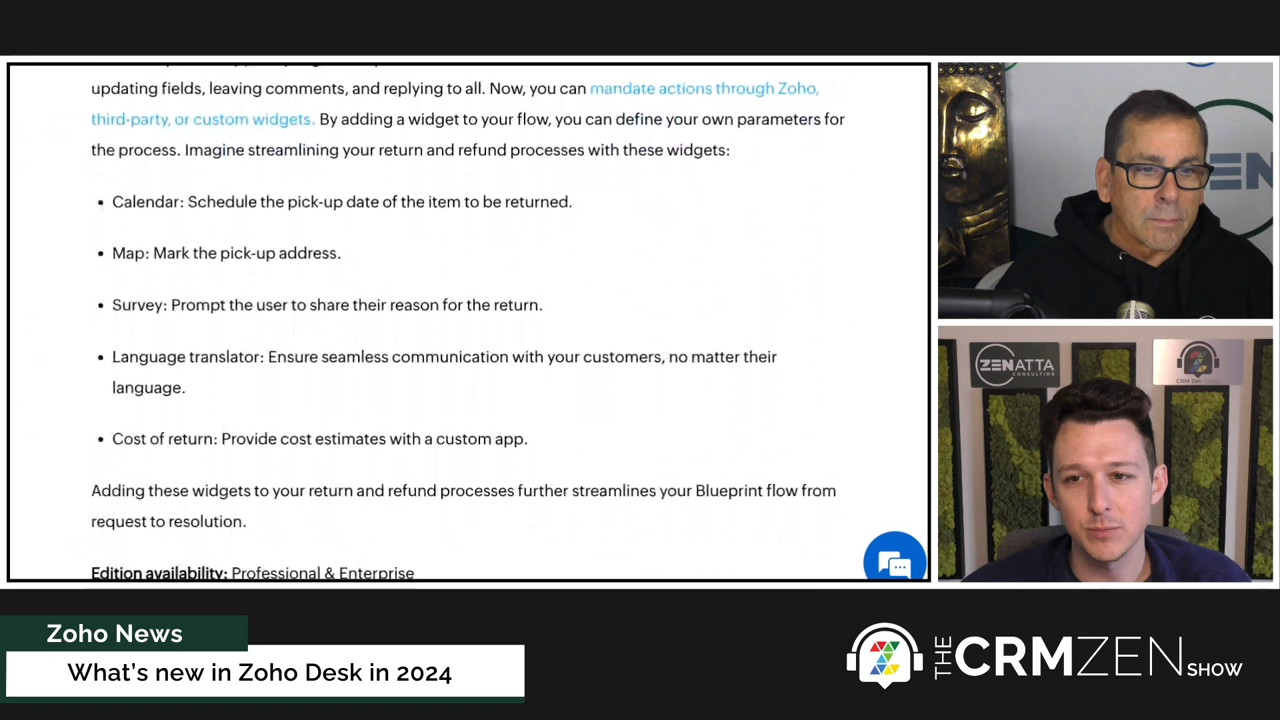 updating fields, leaving comments, and replying to all. Now, you can mandate actions through Zoho,
third-party, or custom widgets. By adding a widget to your flow, you can define your own parameters for
the process. Imagine streamlining your return and refund processes with these widgets:
• Calendar: Schedule the pick-up date of the item to be returned.
• Map: Mark the pick-up address.
• Survey: Prompt the user to share their reason for the return.
• Language translator: Ensure seamless communication with your customers, no matter their
language.
• Cost of return: Provide cost estimates with a custom app.
Adding these widgets to your return and refund processes further streamlines your Blueprint flow from
request to resolution.
Edition availability: Professional & Enterprise
ZENATTA
CONSULTING
CRM Zen
Zoho News
What's new in Zoho Desk in 2024
THE CRMZEN SHOW